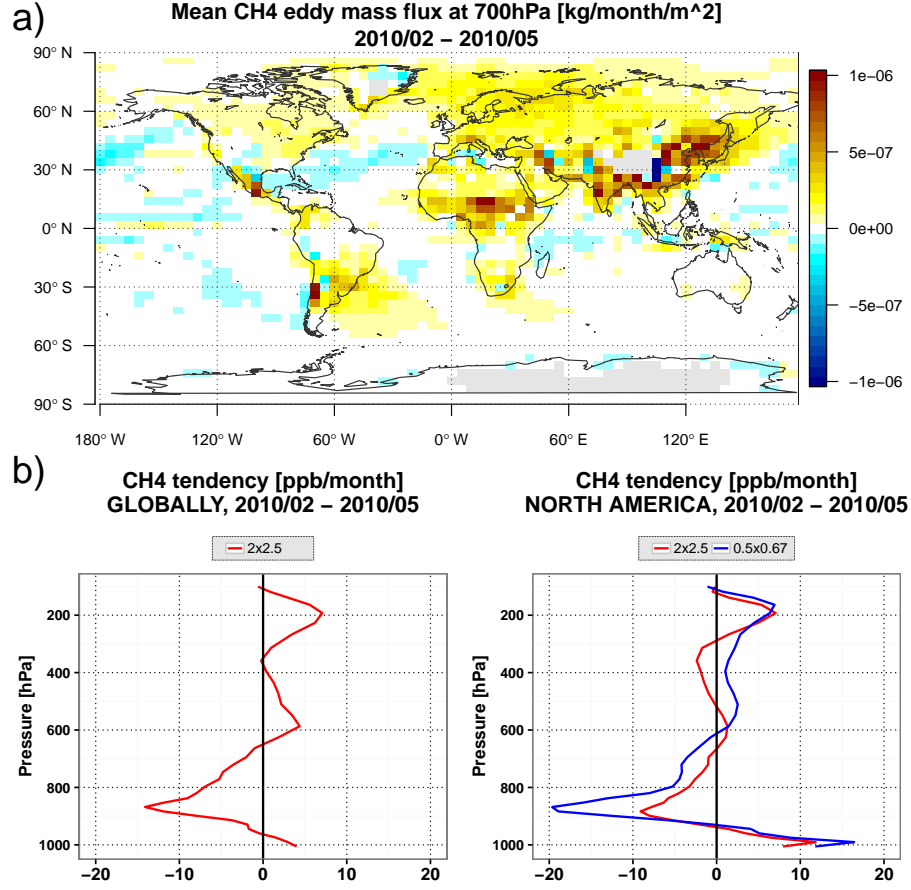 a)
Mean CH4 eddy mass flux at 700hPa [kg/month/m^2]
2010/02 − 2010/05
90° N
60° N
30° N
0° N
30° S
60° S
90° S
180° W
120° W
60° W
0° W
60° E
120° E
1e−06
5e−07
0e+00
−5e−07
−1e−06
b)
CH4 tendency [ppb/month]
GLOBALLY, 2010/02 − 2010/05
2x2.5
Pressure [hPa]
200
400
600
800
1000
−20
−10
0
10
20
CH4 tendency [ppb/month]
NORTH AMERICA, 2010/02 − 2010/05
2x2.5 0.5x0.67
Pressure [hPa]
200
400
600
800
1000
−20
−10
0
10
20